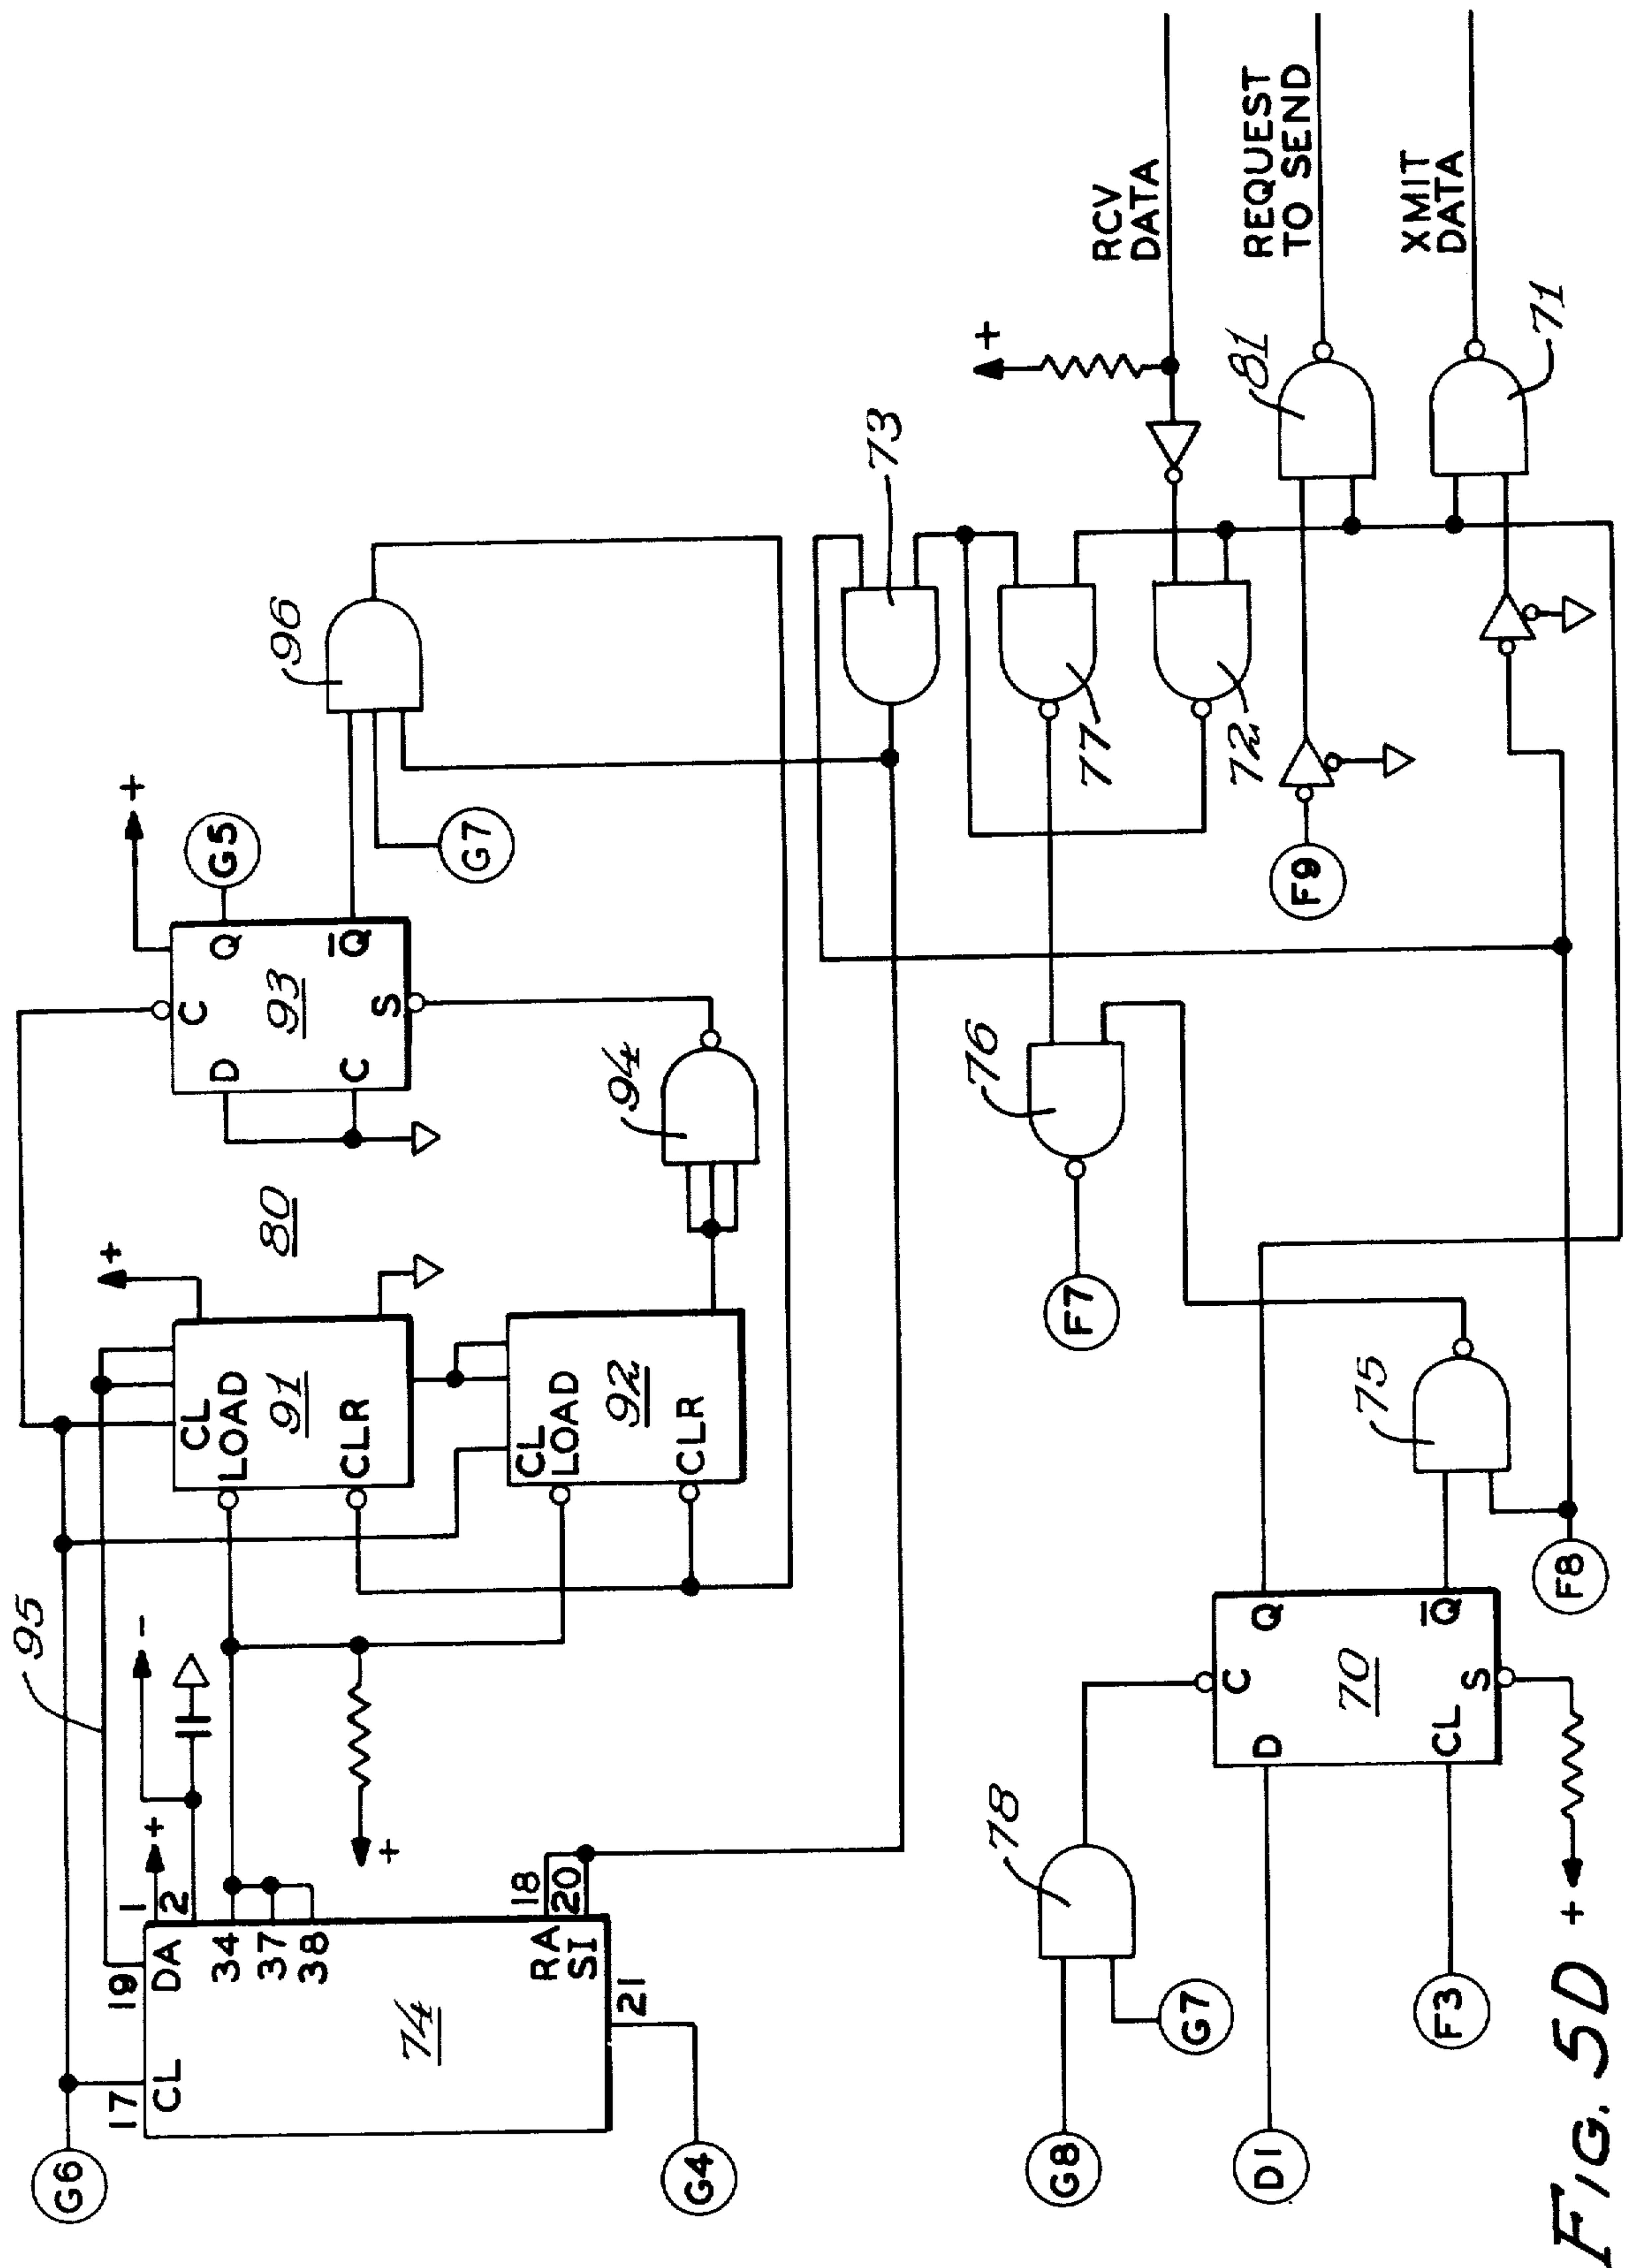 RCV
DATA
REQUEST
TO SEND
XMIT
DATA
+
81
71
+
73
96
77
72
G5
G7
F9
Q
Q
C
93
S
D
C
94
76
80
+
F7
CL
LOAD
91
CLR
CL
LOAD
92
CLR
75
95
-
+
+
1
2
18
20
19
DA
34
37
38
RA
SI
17
CL
74
21
G6
G4
78
G8
G7
D1
F3
F8
C
Q
Q
D
70
CL
S
+
FIG. 5D